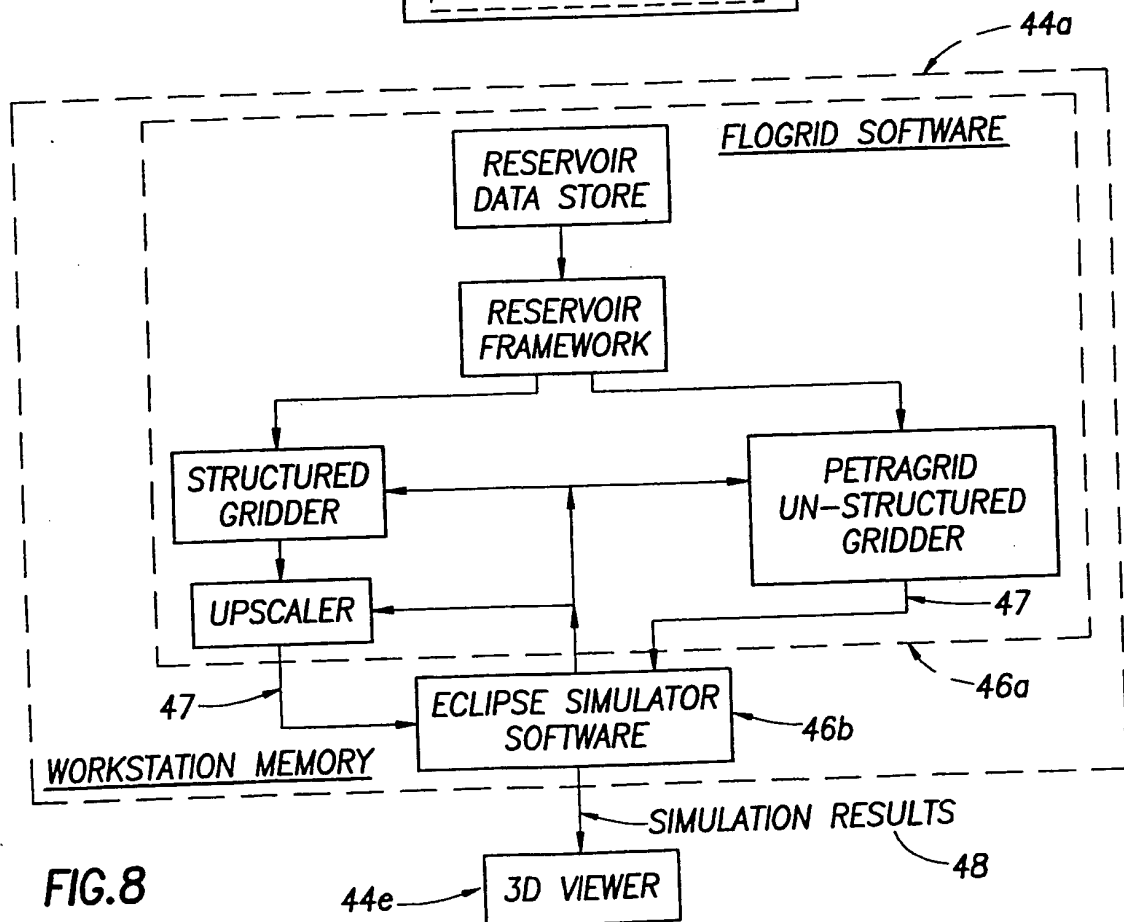 44a
FLOGRID SOFTWARE
RESERVOIR
DATA STORE
RESERVOIR
FRAMEWORK
STRUCTURED
GRIDDER
PETRAGRID
UN-STRUCTURED
GRIDDER
UPSCALER
47
46a
47
ECLIPSE SIMULATOR
SOFTWARE
46b
WORKSTATION MEMORY
SIMULATION RESULTS
48
FIG.8
44e
3D VIEWER